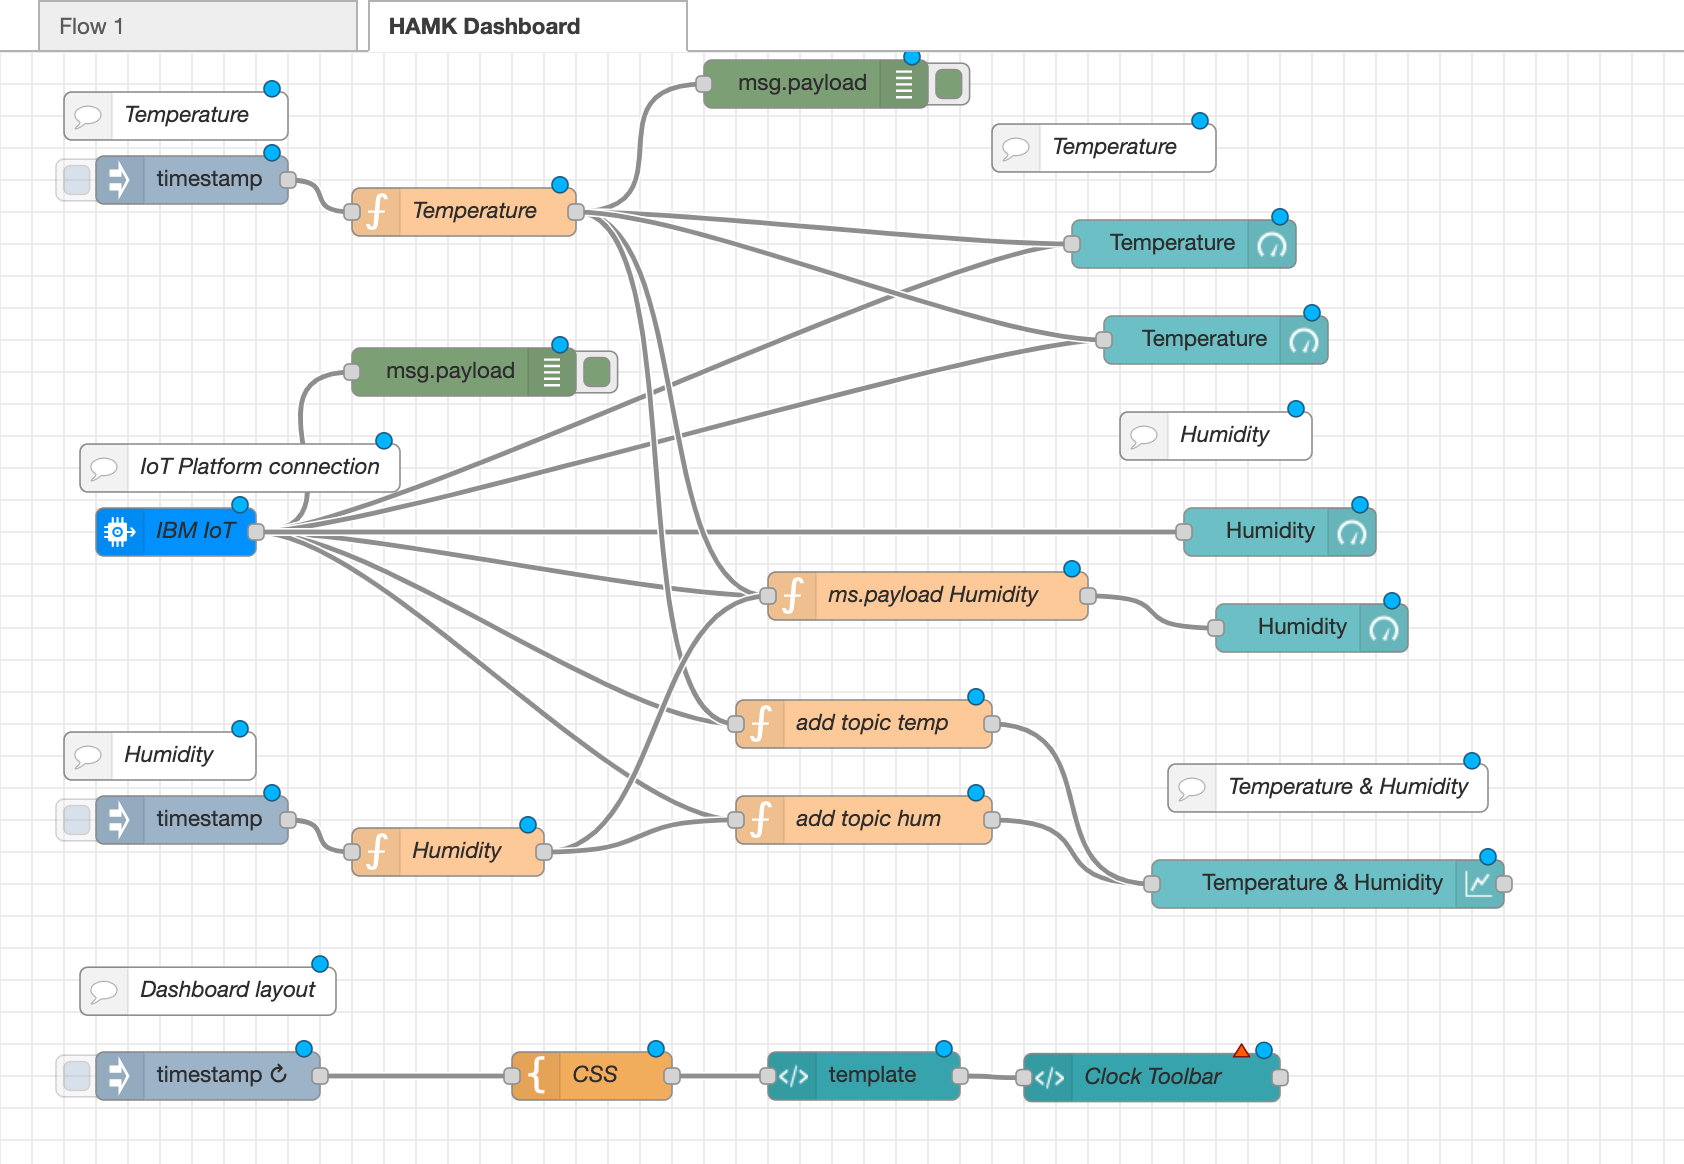 Flow 1
HAMK Dashboard
msg.payload
Temperature
Temperature
timestamp
Temperature
Temperature
Temperature
msg.payload
Humidity
IoT Platform connection
IBM IoT
Humidity
ms.payload Humidity
Humidity
add topic temp
Humidity
Temperature & Humidity
timestamp
add topic hum
Humidity
Temperature & Humidity
Dashboard layout
timestamp ↻
CSS
template
Clock Toolbar